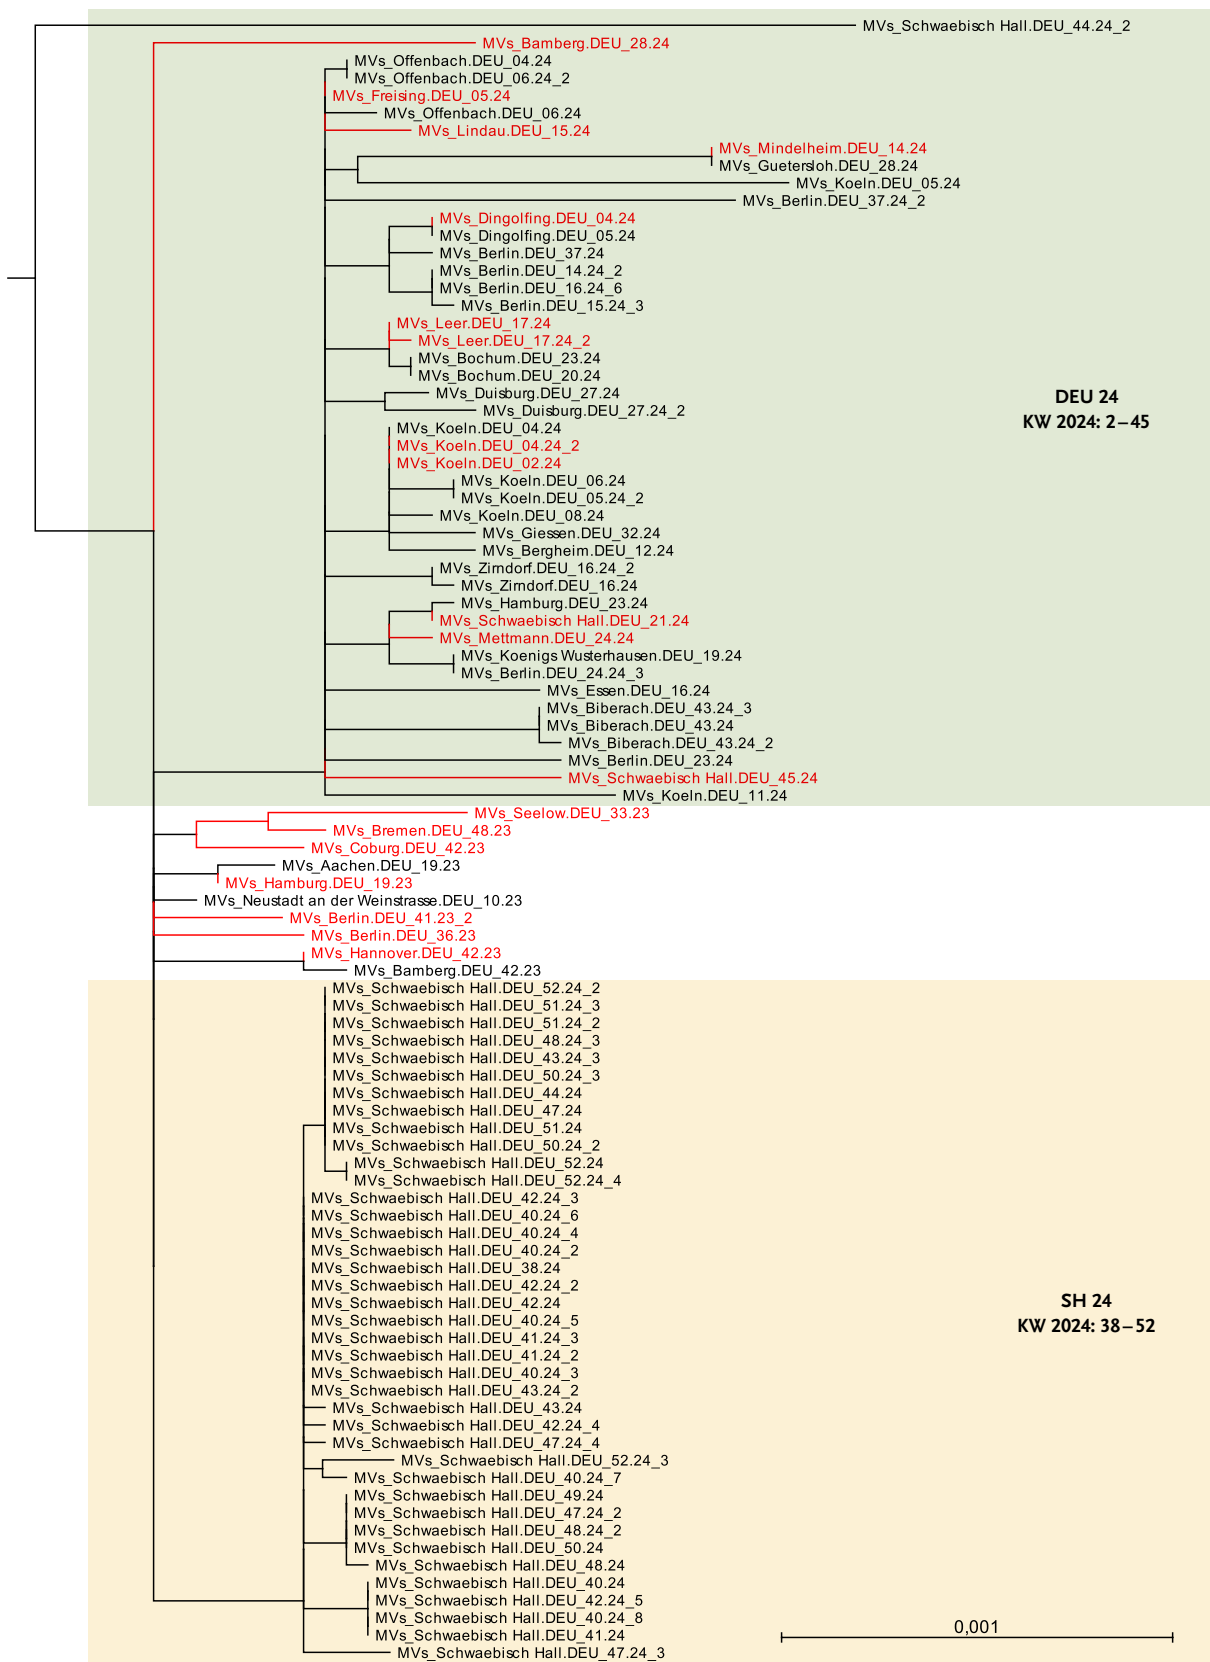 MVs_Schwaebisch Hall.DEU_44.24_2
MVs_Bamberg.DEU_28.24
MVs_Offenbach.DEU_04.24
MVs_Offenbach.DEU_06.24_2
MVs_Freising.DEU_05.24
MVs_Offenbach.DEU_06.24
MVs_Lindau.DEU_15.24
MVs_Mindelheim.DEU_14.24
MVs_Guetersloh.DEU_28.24
MVs_Koeln.DEU_05.24
MVs_Berlin.DEU_37.24_2
MVs_Dingolfing.DEU_04.24
MVs_Dingolfing.DEU_05.24
MVs_Berlin.DEU_37.24
MVs_Berlin.DEU_14.24_2
MVs_Berlin.DEU_16.24_6
MVs_Berlin.DEU_15.24_3
MVs_Leer.DEU_17.24
MVs_Leer.DEU_17.24_2
MVs_Bochum.DEU_23.24
MVs_Bochum.DEU_20.24
MVs_Duisburg.DEU_27.24
MVs_Duisburg.DEU_27.24_2
DEU 24
KW 2024: 2–45
MVs_Koeln.DEU_04.24
MVs_Koeln.DEU_04.24_2
MVs_Koeln.DEU_02.24
MVs_Koeln.DEU_06.24
MVs_Koeln.DEU_05.24_2
MVs_Koeln.DEU_08.24
MVs_Giessen.DEU_32.24
MVs_Bergheim.DEU_12.24
MVs_Zirndorf.DEU_16.24_2
MVs_Zirndorf.DEU_16.24
MVs_Hamburg.DEU_23.24
MVs_Schwaebisch Hall.DEU_21.24
MVs_Mettmann.DEU_24.24
MVs_Koenigs Wusterhausen.DEU_19.24
MVs_Berlin.DEU_24.24_3
MVs_Essen.DEU_16.24
MVs_Biberach.DEU_43.24_3
MVs_Biberach.DEU_43.24
MVs_Biberach.DEU_43.24_2
MVs_Berlin.DEU_23.24
MVs_Schwaebisch Hall.DEU_45.24
MVs_Koeln.DEU_11.24
MVs_Seelow.DEU_33.23
MVs_Bremen.DEU_48.23
MVs_Coburg.DEU_42.23
MVs_Aachen.DEU_19.23
MVs_Hamburg.DEU_19.23
MVs_Neustadt an der Weinstrasse.DEU_10.23
MVs_Berlin.DEU_41.23_2
MVs_Berlin.DEU_36.23
MVs_Hannover.DEU_42.23
MVs_Bamberg.DEU_42.23
MVs_Schwaebisch Hall.DEU_52.24_2
MVs_Schwaebisch Hall.DEU_51.24_3
MVs_Schwaebisch Hall.DEU_51.24_2
MVs_Schwaebisch Hall.DEU_48.24_3
MVs_Schwaebisch Hall.DEU_43.24_3
MVs_Schwaebisch Hall.DEU_50.24_3
MVs_Schwaebisch Hall.DEU_44.24
MVs_Schwaebisch Hall.DEU_47.24
MVs_Schwaebisch Hall.DEU_51.24
MVs_Schwaebisch Hall.DEU_50.24_2
MVs_Schwaebisch Hall.DEU_52.24
MVs_Schwaebisch Hall.DEU_52.24_4
MVs_Schwaebisch Hall.DEU_42.24_3
MVs_Schwaebisch Hall.DEU_40.24_6
MVs_Schwaebisch Hall.DEU_40.24_4
MVs_Schwaebisch Hall.DEU_40.24_2
MVs_Schwaebisch Hall.DEU_38.24
MVs_Schwaebisch Hall.DEU_42.24_2
MVs_Schwaebisch Hall.DEU_42.24
SH 24
KW 2024: 38–52
MVs_Schwaebisch Hall.DEU_40.24_5
MVs_Schwaebisch Hall.DEU_41.24_3
MVs_Schwaebisch Hall.DEU_41.24_2
MVs_Schwaebisch Hall.DEU_40.24_3
MVs_Schwaebisch Hall.DEU_43.24_2
MVs_Schwaebisch Hall.DEU_43.24
MVs_Schwaebisch Hall.DEU_42.24_4
MVs_Schwaebisch Hall.DEU_47.24_4
MVs_Schwaebisch Hall.DEU_52.24_3
MVs_Schwaebisch Hall.DEU_40.24_7
MVs_Schwaebisch Hall.DEU_49.24
MVs_Schwaebisch Hall.DEU_47.24_2
MVs_Schwaebisch Hall.DEU_48.24_2
MVs_Schwaebisch Hall.DEU_50.24
MVs_Schwaebisch Hall.DEU_48.24
MVs_Schwaebisch Hall.DEU_40.24
MVs_Schwaebisch Hall.DEU_42.24_5
MVs_Schwaebisch Hall.DEU_40.24_8
MVs_Schwaebisch Hall.DEU_41.24
MVs_Schwaebisch Hall.DEU_47.24_3
0,001